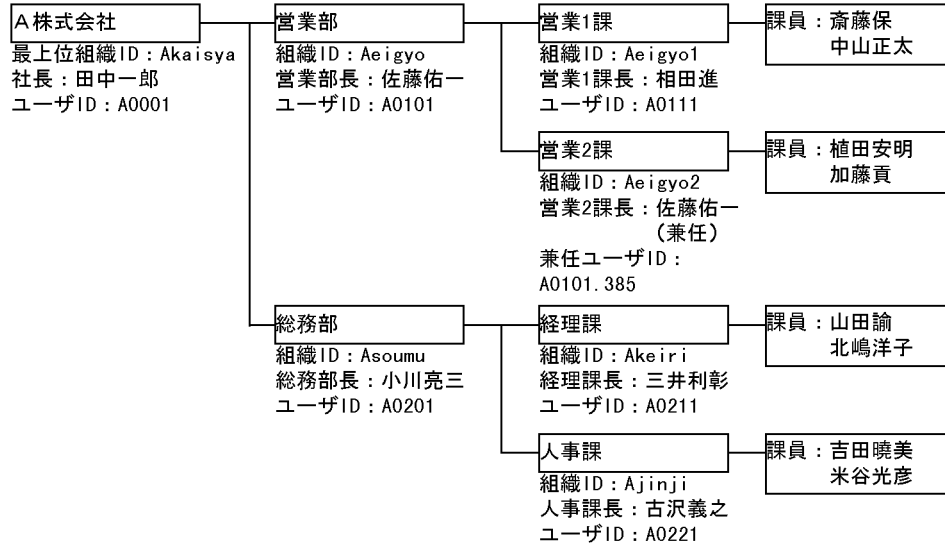 A株式会社
最上位組織ID:Akaisya
社長:田中一郎
ユーザID:A0001
営業部
組織ID:Aeigyo
営業部長:佐藤佑一
ユーザID:A0101
営業1課
組織ID:Aeigyo1
営業1課長:相田進
ユーザID:A0111
課員:斎藤保
中山正太
営業2課
組織ID:Aeigyo2
営業2課長:佐藤佑一
(兼任)
兼任ユーザID:
A0101.385
課員:植田安明
加藤貢
総務部
組織ID:Asoumu
総務部長:小川亮三
ユーザID:A0201
経理課
組織ID:Akeiri
経理課長:三井利彰
ユーザID:A0211
課員:山田諭
北嶋洋子
人事課
組織ID:Ajinji
人事課長:古沢義之
ユーザID:A0221
課員:吉田曉美
米谷光彦